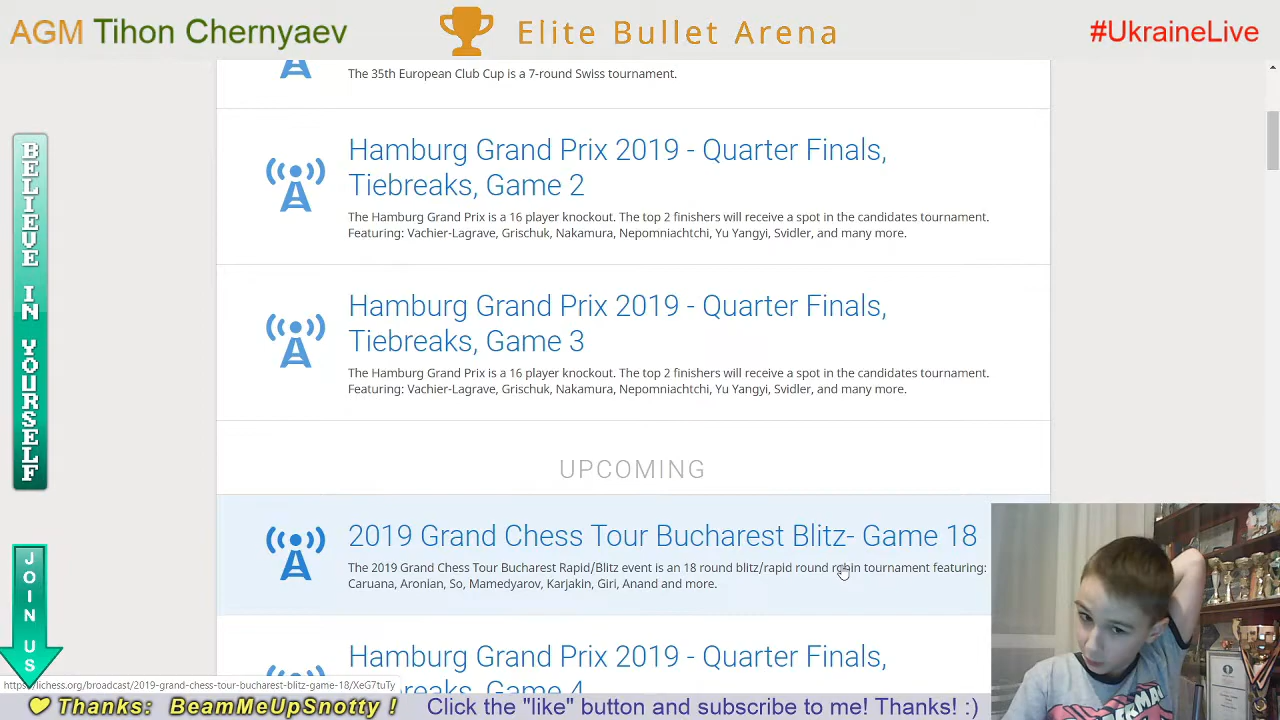 AGM Tihon Chernyaev
Elite Bullet Arena
#UkraineLive
The 35th European Club Cup is a 7-round Swiss tournament.
Hamburg Grand Prix 2019 - Quarter Finals,
Tiebreaks, Game 2
The Hamburg Grand Prix is a 16 player knockout. The top 2 finishers will receive a spot in the candidates tournament.
Featuring: Vachier-Lagrave, Grischuk, Nakamura, Nepomniachtchi, Yu Yangyi, Svidler, and many more.
Hamburg Grand Prix 2019 - Quarter Finals,
Tiebreaks, Game 3
The Hamburg Grand Prix is a 16 player knockout. The top 2 finishers will receive a spot in the candidates tournament.
Featuring: Vachier-Lagrave, Grischuk, Nakamura, Nepomniachtchi, Yu Yangyi, Svidler, and many more.
UPCOMING
2019 Grand Chess Tour Bucharest Blitz- Game 18
The 2019 Grand Chess Tour Bucharest Rapid/Blitz event is an 18 round blitz/rapid round robin tournament featuring:
Caruana, Aronian, So, Mamedyarov, Karjakin, Giri, Anand and more.
Hamburg Grand Prix 2019 - Quarter Finals,
Tiebreaks, Game 4
BELIEVE IN YOURSELF
JOIN US
https://lichess.org/broadcast/2019-grand-chess-tour-bucharest-blitz-game-18/XeG7tuTy
Thanks: BeamMeUpSnotty !
Click the "like" button and subscribe to me! Thanks! :)